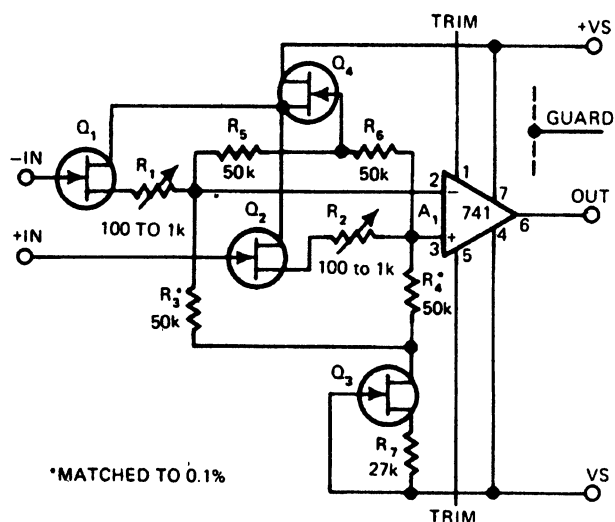 TRIM
+VS
Q4
GUARD
Q1
R5
R6
50k
50k
R1
-IN
1
2
-
7
A1
741
OUT
6
Q2
R2
100 TO 1k
+IN
+
3
4
5
100 to 1k
R3*
50k
R4*
50k
Q3
R7
27k
*MATCHED TO 0.1%
VS
TRIM